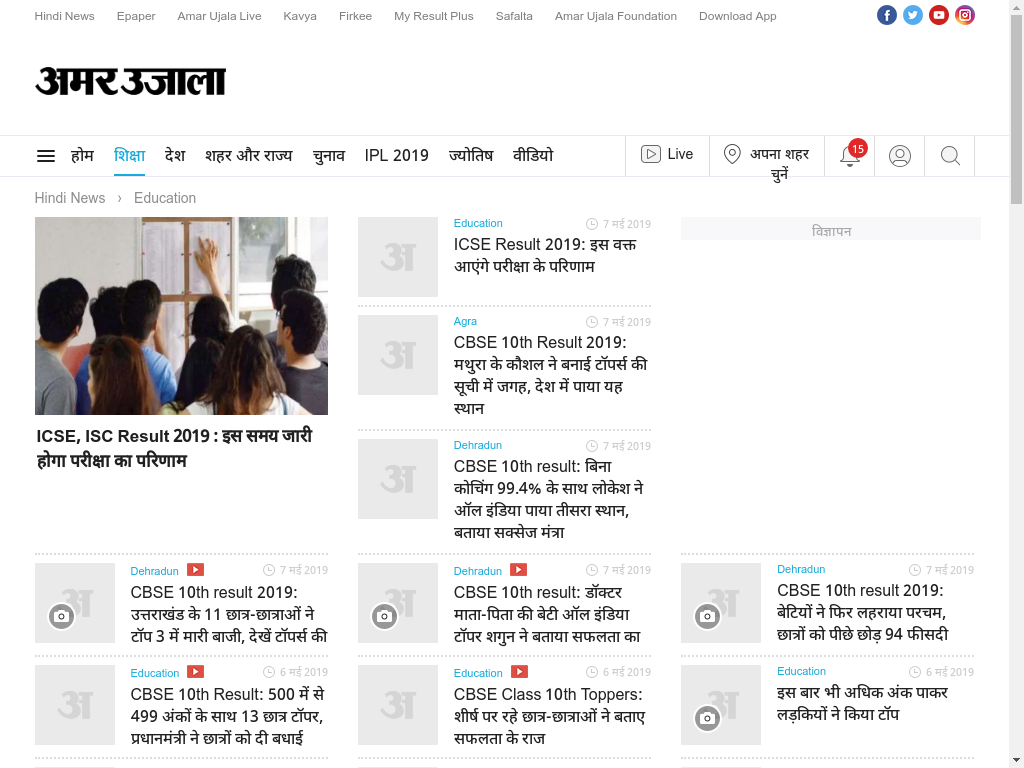 Hindi News Epaper Amar Ujala Live Kavya Firkee My Result Plus Safalta Amar Ujala Foundation Download App
अमर उजाला
होम शिक्षा देश शहर और राज्य चुनाव IPL 2019 ज्योतिष वीडियो Live अपना शहर चुनें 15
Hindi News › Education
ICSE, ISC Result 2019 : इस समय जारी
होगा परीक्षा का परिणाम
Education 7 मई 2019
ICSE Result 2019: इस वक्त
आएंगे परीक्षा के परिणाम
Agra 7 मई 2019
CBSE 10th Result 2019:
मथुरा के कौशल ने बनाई टॉपर्स की
सूची में जगह, देश में पाया यह
स्थान
Dehradun 7 मई 2019
CBSE 10th result: बिना
कोचिंग 99.4% के साथ लोकेश ने
ऑल इंडिया पाया तीसरा स्थान,
बताया सक्सेज मंत्रा
विज्ञापन
Dehradun 7 मई 2019
CBSE 10th result 2019:
उत्तराखंड के 11 छात्र-छात्राओं ने
टॉप 3 में मारी बाजी, देखें टॉपर्स की
Dehradun 7 मई 2019
CBSE 10th result: डॉक्टर
माता-पिता की बेटी ऑल इंडिया
टॉपर शगुन ने बताया सफलता का
Dehradun 7 मई 2019
CBSE 10th result 2019:
बेटियों ने फिर लहराया परचम,
छात्रों को पीछे छोड़ 94 फीसदी
Education 6 मई 2019
CBSE 10th Result: 500 में से
499 अंकों के साथ 13 छात्र टॉपर,
प्रधानमंत्री ने छात्रों को दी बधाई
Education 6 मई 2019
CBSE Class 10th Toppers:
शीर्ष पर रहे छात्र-छात्राओं ने बताए
सफलता के राज
Education 6 मई 2019
इस बार भी अधिक अंक पाकर
लड़कियों ने किया टॉप